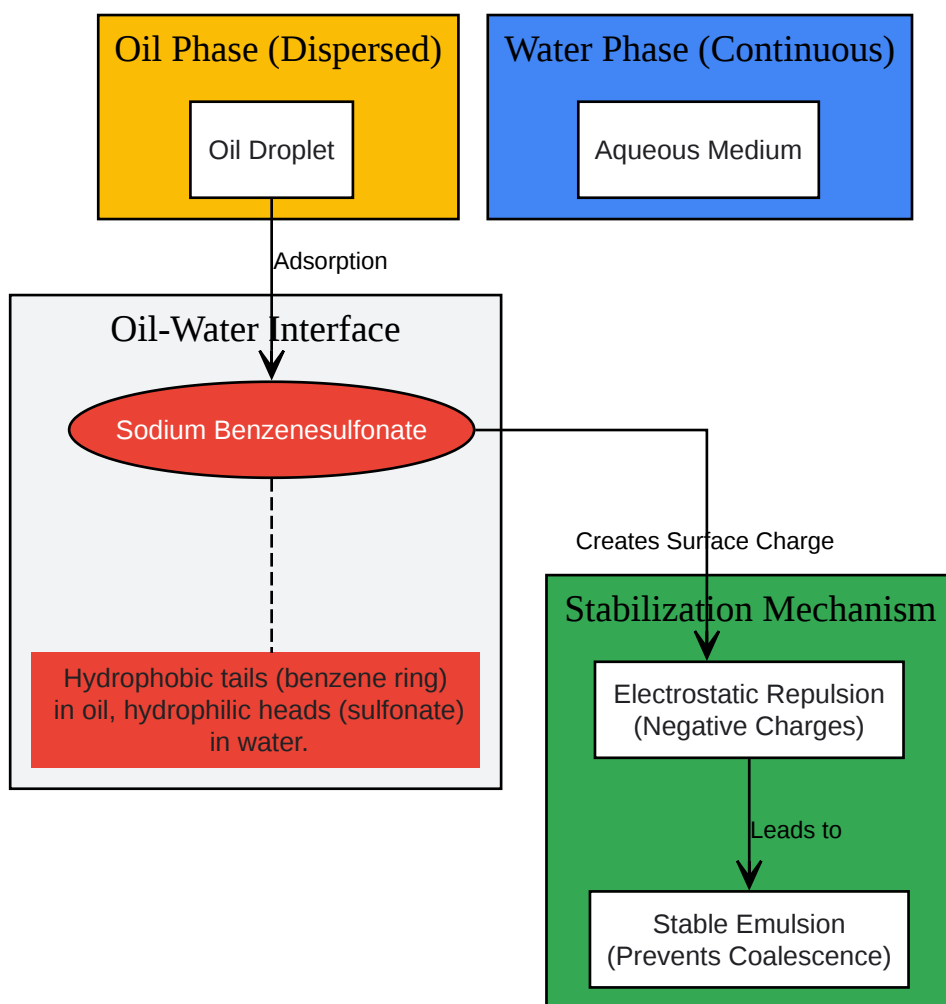 Oil Phase (Dispersed)
Water Phase (Continuous)
Oil Droplet
Aqueous Medium
Adsorption
Oil-Water Interface
Sodium Benzenesulfonate
Creates Surface Charge
Stabilization Mechanism
Hydrophobic tails (benzene ring)
in oil, hydrophilic heads (sulfonate)
in water.
Electrostatic Repulsion
(Negative Charges)
Leads to
Stable Emulsion
(Prevents Coalescence)